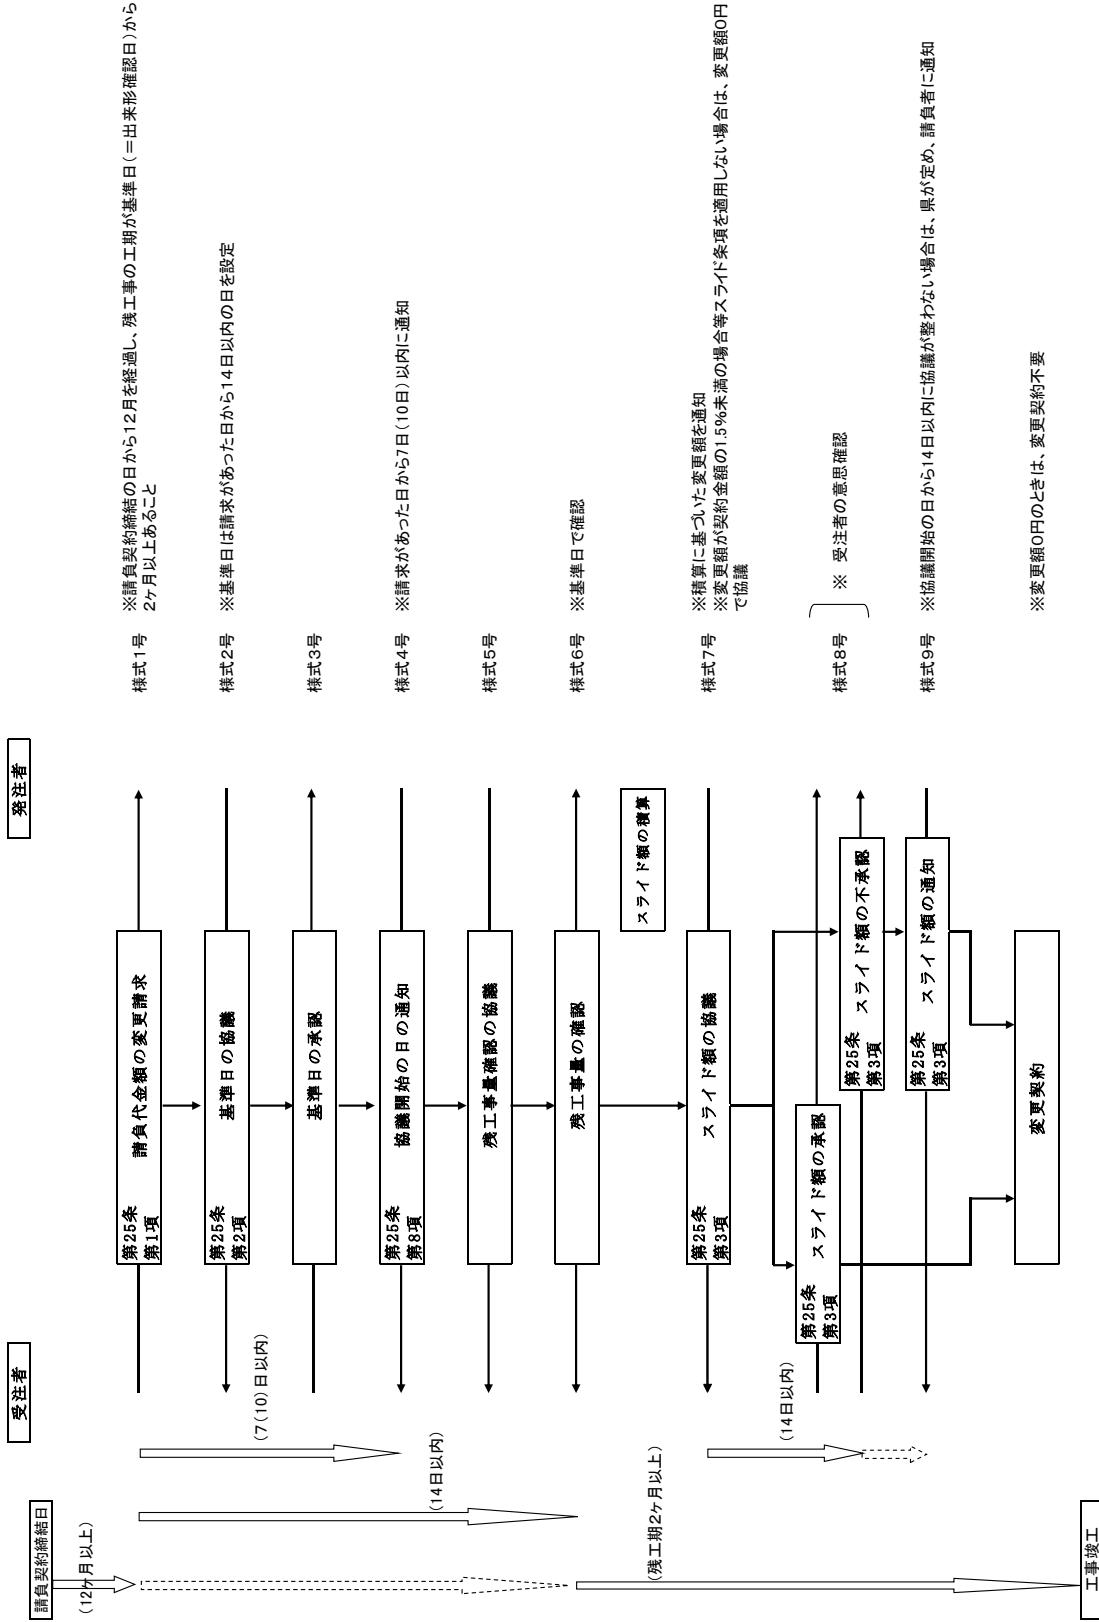 請負契約締結日
受注者
発注者
(12ヶ月以上)
第25条
第1項
請負代金額の変更請求
様式1号
※請負契約締結の日から12月を経過し、残工事の工期が基準日(=出来形確認日)から
2ヶ月以上あること
第25条
第2項
基準日の協議
様式2号
※基準日は請求があった日から14日以内の日を設定
(7(10)日以内)
基準日の承認
様式3号
第25条
第8項
協議開始の日の通知
様式4号
※請求があった日から7日(10日)以内に通知
(14日以内)
残工事量確認の協議
様式5号
残工事量の確認
様式6号
※基準日で確認
スライド額の積算
(残工期2ヶ月以上)
第25条
第3項
スライド額の協議
様式7号
※積算に基づいた変更額を通知
※変更額が契約金額の1.5%未満の場合等スライド条項を適用しない場合は、変更額0円
で協議
(14日以内)
第25条
第3項
スライド額の承認
第25条
第3項
スライド額の不承認
様式8号
※ 受注者の意思確認
第25条
第3項
スライド額の通知
様式9号
※協議開始の日から14日以内に協議が整わない場合は、県が定め、請負者に通知
変更契約
※変更額0円のときは、変更契約不要
工事竣工